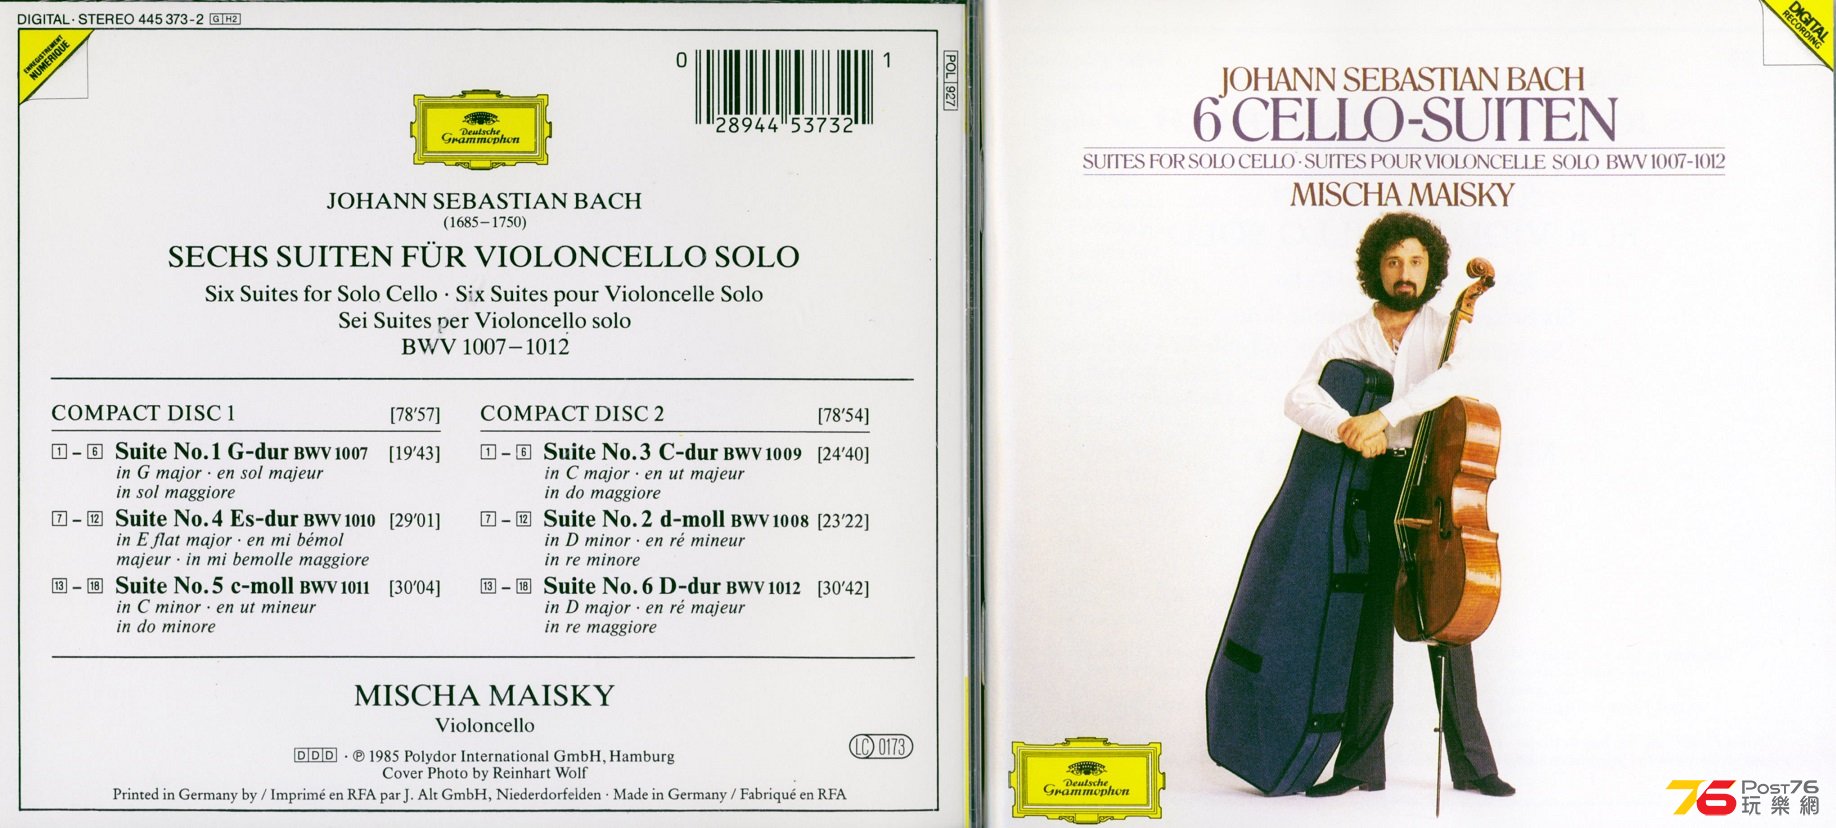 DIGITAL · STEREO 445 373-2 G H2
ENREGISTREMENT
NUMÉRIQUE
0 28944 53732 1
POL 927
Deutsche
Grammophon
JOHANN SEBASTIAN BACH
(1685–1750)
SECHS SUITEN FÜR VIOLONCELLO SOLO
Six Suites for Solo Cello · Six Suites pour Violoncelle Solo
Sei Suites per Violoncello solo
BWV 1007–1012
COMPACT DISC 1 [78'57]
1 – 6 Suite No. 1 G-dur BWV 1007 [19'43]
in G major · en sol majeur
in sol maggiore
7 – 12 Suite No. 4 Es-dur BWV 1010 [29'01]
in E flat major · en mi bémol
majeur · in mi bemolle maggiore
13 – 18 Suite No. 5 c-moll BWV 1011 [30'04]
in C minor · en ut mineur
in do minore
COMPACT DISC 2 [78'54]
1 – 6 Suite No. 3 C-dur BWV 1009 [24'40]
in C major · en ut majeur
in do maggiore
7 – 12 Suite No. 2 d-moll BWV 1008 [23'22]
in D minor · en ré mineur
in re minore
13 – 18 Suite No. 6 D-dur BWV 1012 [30'42]
in D major · en ré majeur
in re maggiore
MISCHA MAISKY
Violoncello
DDD · ℗ 1985 Polydor International GmbH, Hamburg
Cover Photo by Reinhart Wolf
LC 0173
Printed in Germany by / Imprimé en RFA par J. Alt GmbH, Niederdorfelden · Made in Germany / Fabriqué en RFA
DIGITAL
RECORDING
JOHANN SEBASTIAN BACH
6 CELLO-SUITEN
SUITES FOR SOLO CELLO · SUITES POUR VIOLONCELLE SOLO BWV 1007-1012
MISCHA MAISKY
Deutsche
Grammophon
76 Post76
玩樂網